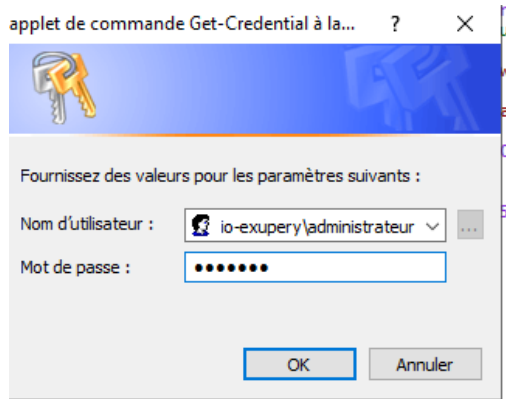 applet de commande Get-Credential à la... ?
Fournissez des valeurs pour les paramètres suivants :
Nom d'utilisateur : io-exupery\administrateur ...
Mot de passe : •••••••
OK Annuler